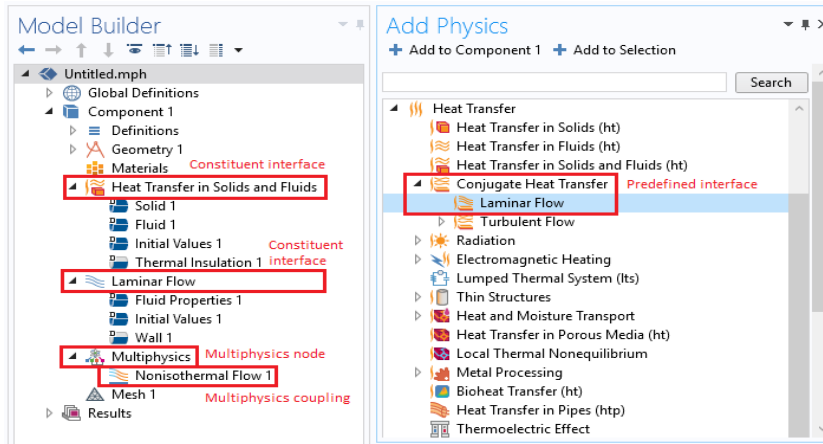 Model Builder
Untitled.mph
Global Definitions
Component 1
Definitions
Geometry 1
Materials Constituent interface
Heat Transfer in Solids and Fluids
Solid 1
Fluid 1
Initial Values 1 Constituent
Thermal Insulation 1 interface
Laminar Flow
Fluid Properties 1
Initial Values 1
Wall 1
Multiphysics Multiphysics node
Nonisothermal Flow 1
Mesh 1 Multiphysics coupling
Results
Add Physics
Add to Component 1 Add to Selection
Search
Heat Transfer
Heat Transfer in Solids (ht)
Heat Transfer in Fluids (ht)
Heat Transfer in Solids and Fluids (ht)
Conjugate Heat Transfer Predefined interface
Laminar Flow
Turbulent Flow
Radiation
Electromagnetic Heating
Lumped Thermal System (lts)
Thin Structures
Heat and Moisture Transport
Heat Transfer in Porous Media (ht)
Local Thermal Nonequilibrium
Metal Processing
Bioheat Transfer (ht)
Heat Transfer in Pipes (htp)
Thermoelectric Effect